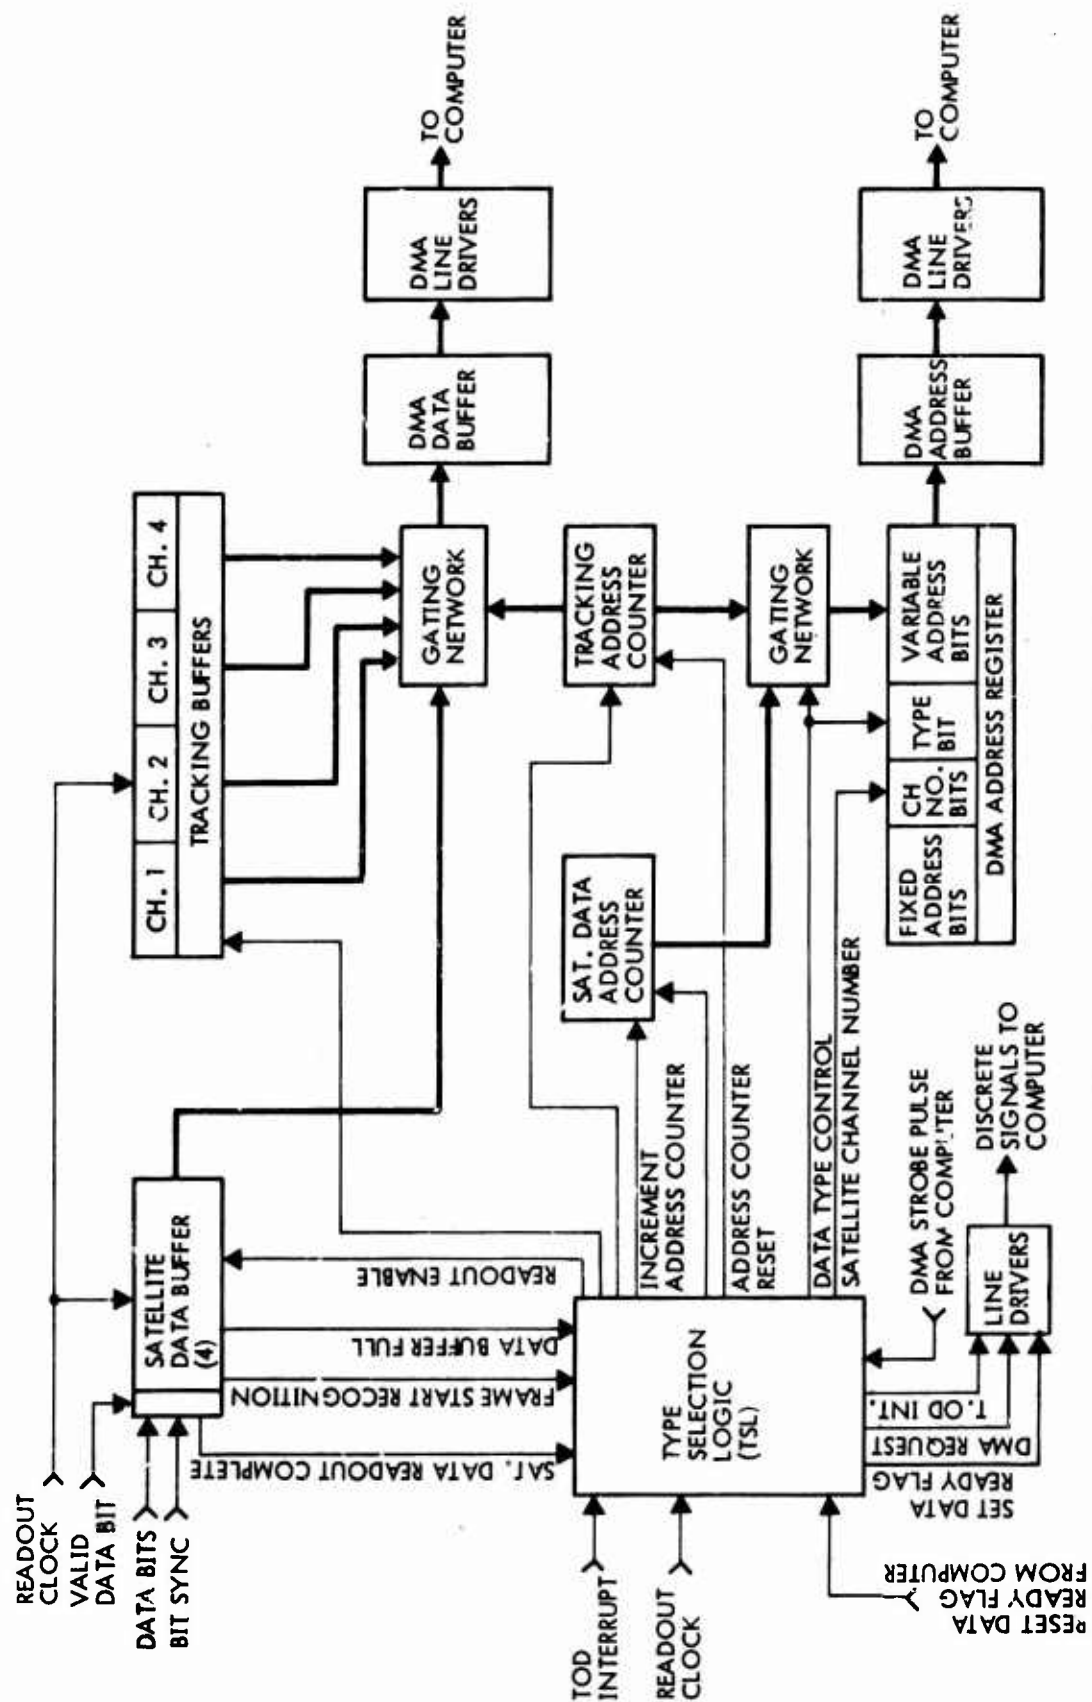 READOUT
CLOCK
VALID
DATA BIT
DATA BITS
BIT SYNC
SATELLITE
DATA BUFFER
(4)
CH. 1
CH. 2
CH. 3
CH. 4
TRACKING BUFFERS
SAT. DATA READOUT COMPLETE
FRAME START RECOGNITION
DATA BUFFER FULL
READOUT ENABLE
GATING
NETWORK
DMA
DATA
BUFFER
DMA
LINE
DRIVERS
TO
COMPUTER
TOD
INTERRUPT
READOUT
CLOCK
RESET DATA
READY FLAG
FROM COMPUTER
TYPE
SELECTION
LOGIC
(TSL)
INCREMENT
ADDRESS COUNTER
ADDRESS COUNTER
RESET
DATA TYPE CONTROL
SATELLITE CHANNEL NUMBER
SAT. DATA
ADDRESS
COUNTER
TRACKING
ADDRESS
COUNTER
GATING
NETWORK
FIXED
ADDRESS
BITS
CH
NO.
BITS
TYPE
BIT
VARIABLE
ADDRESS
BITS
DMA ADDRESS REGISTER
DMA
ADDRESS
BUFFER
DMA
LINE
DRIVERS
TO
COMPUTER
DMA STROBE PULSE
FROM COMPUTER
T.OD INT.
DMA REQUEST
SET DATA
READY FLAG
LINE
DRIVERS
DISCRETE
SIGNALS TO
COMPUTER